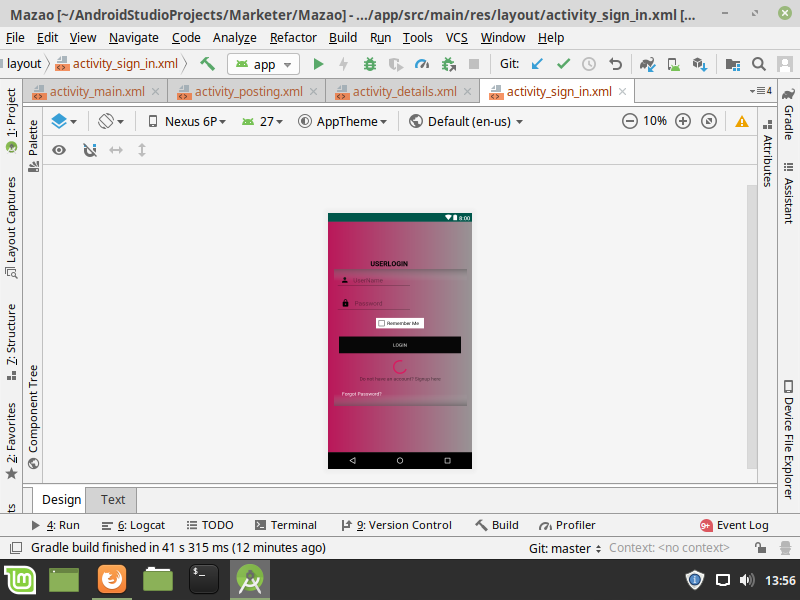 Mazao [~/AndroidStudioProjects/Marketer/Mazao] - .../app/src/main/res/layout/activity_sign_in.xml [...
File Edit View Navigate Code Analyze Refactor Build Run Tools VCS Window Help
layout activity_sign_in.xml app Git:
activity_main.xml activity_posting.xml activity_details.xml activity_sign_in.xml 4
Nexus 6P 27 AppTheme Default (en-us) 10%
1: Project
Layout Captures
7: Structure
2: Favorites
ts
Palette
Component Tree
8:00
USERLOGIN
UserName
Password
Remember Me
LOGIN
Do not have an account? Signup here
Forgot Password?
Attributes
Gradle
Assistant
Device File Explorer
Design Text
4: Run 6: Logcat TODO Terminal 9: Version Control Build Profiler 9+ Event Log
Gradle build finished in 41 s 315 ms (12 minutes ago) Git: master Context: <no context>
$_ 13:56